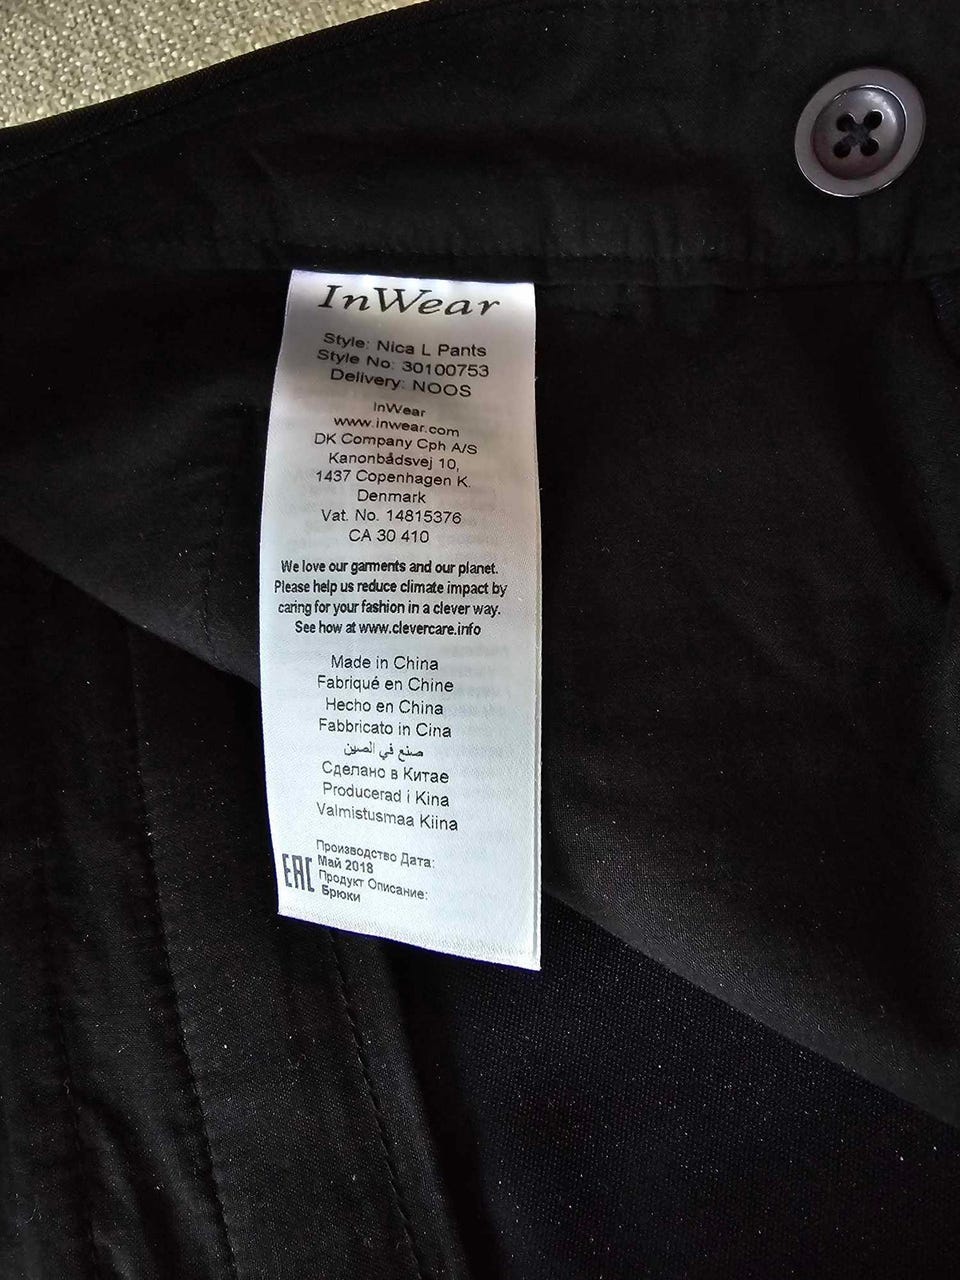 InWear
Style: Nica L Pants
Style No: 30100753
Delivery: NOOS
InWear
www.inwear.com
DK Company Cph A/S
Kanonbådsvej 10,
1437 Copenhagen K.
Denmark
Vat. No. 14815376
CA 30 410
We love our garments and our planet.
Please help us reduce climate impact by
caring for your fashion in a clever way.
See how at www.clevercare.info
Made in China
Fabriqué en Chine
Hecho en China
Fabbricato in Cina
صنع في الصين
Сделано в Китае
Producerad i Kina
Valmistusmaa Kiina
EAC
Производство Дата:
Май 2018
Продукт Описание:
Брюки